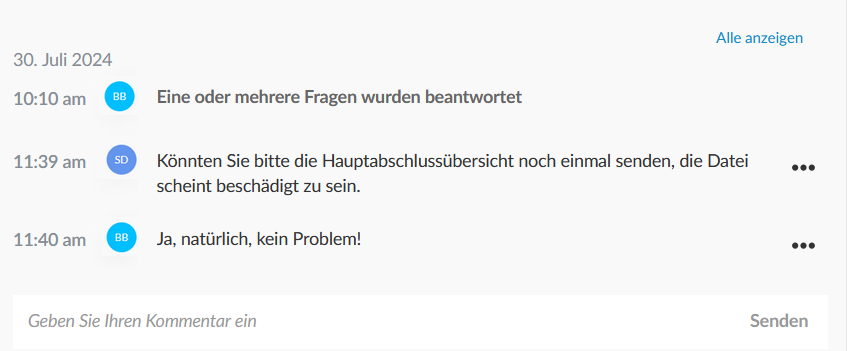 Alle anzeigen
30. Juli 2024
10:10 am BB Eine oder mehrere Fragen wurden beantwortet
11:39 am SD Könnten Sie bitte die Hauptabschlussübersicht noch einmal senden, die Datei
scheint beschädigt zu sein.
11:40 am BB Ja, natürlich, kein Problem!
Geben Sie Ihren Kommentar ein Senden